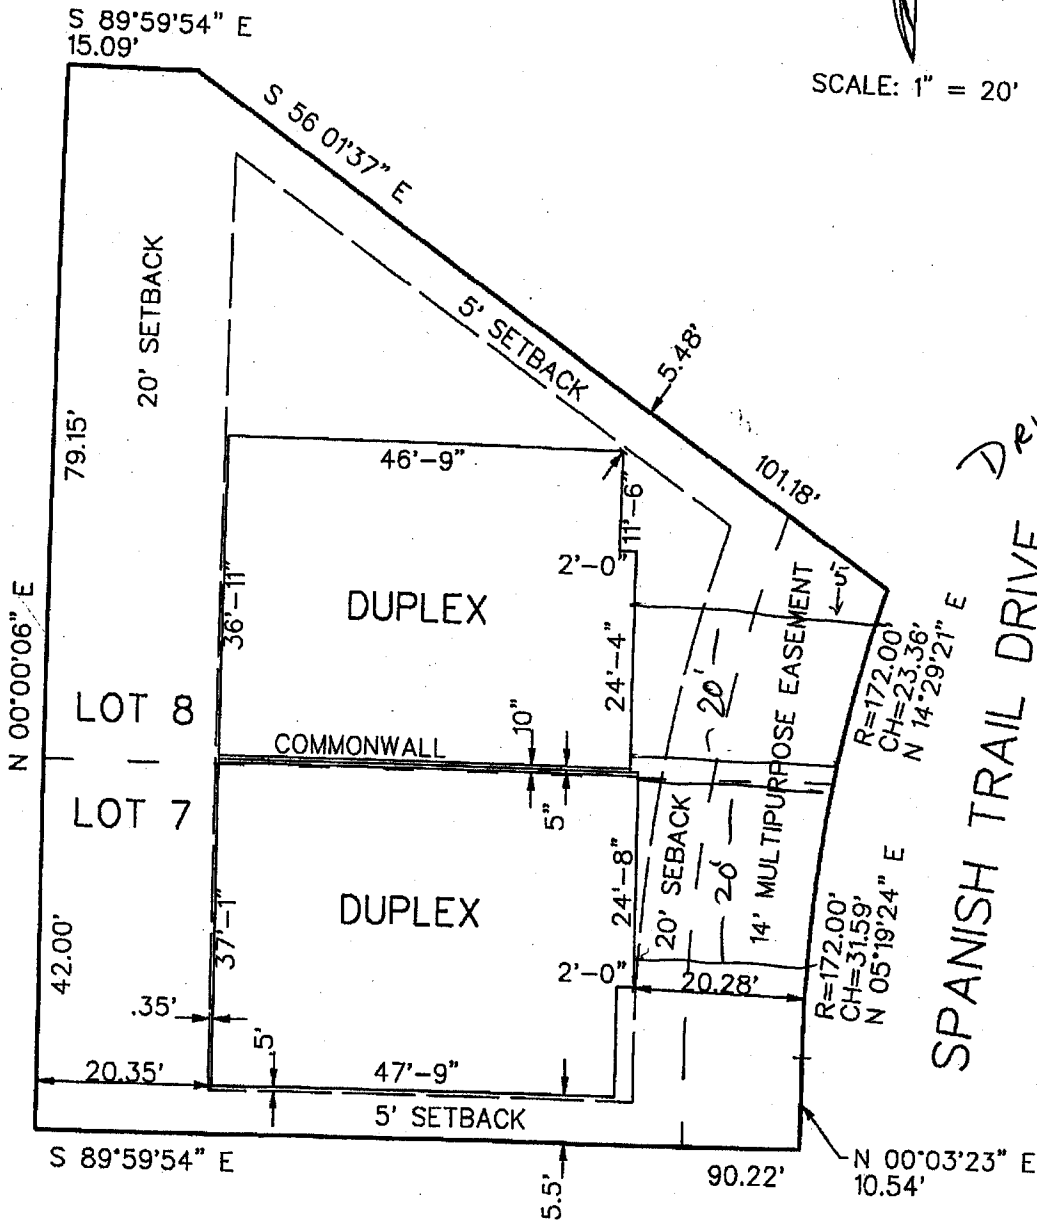 S 89°59'54" E
15.09'
SCALE: 1" = 20'
S 56 01'37" E
20' SETBACK
5' SETBACK
5.48'
79.15'
46'-9"
101.18'
11'-6"
2'-0"
DUPLEX
36'-11"
24'-4"
20'
14' MULTIPURPOSE EASEMENT
R=172.00'
CH=23.36'
N 14°29'21" E
SPANISH TRAIL DRIVE
N 00°00'06" E
LOT 8
10"
COMMONWALL
5"
LOT 7
DUPLEX
24'-8"
20' SEBACK
20'
37'-1"
42.00'
2'-0"
20.28'
R=172.00'
CH=31.59'
N 05°19'24" E
.35'
.5'
20.35'
47'-9"
5' SETBACK
S 89°59'54" E
5.5'
90.22'
N 00°03'23" E
10.54'